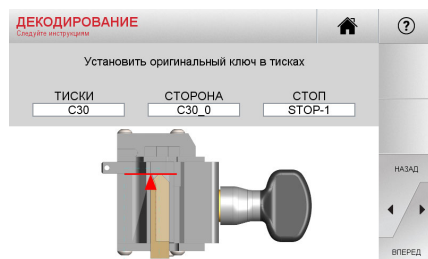 ДЕКОДИРОВАНИЕ
Следуйте инструкциям
?
Установить оригинальный ключ в тисках
ТИСКИ СТОРОНА СТОП
C30 C30_0 STOP-1
НАЗАД
ВПЕРЕД